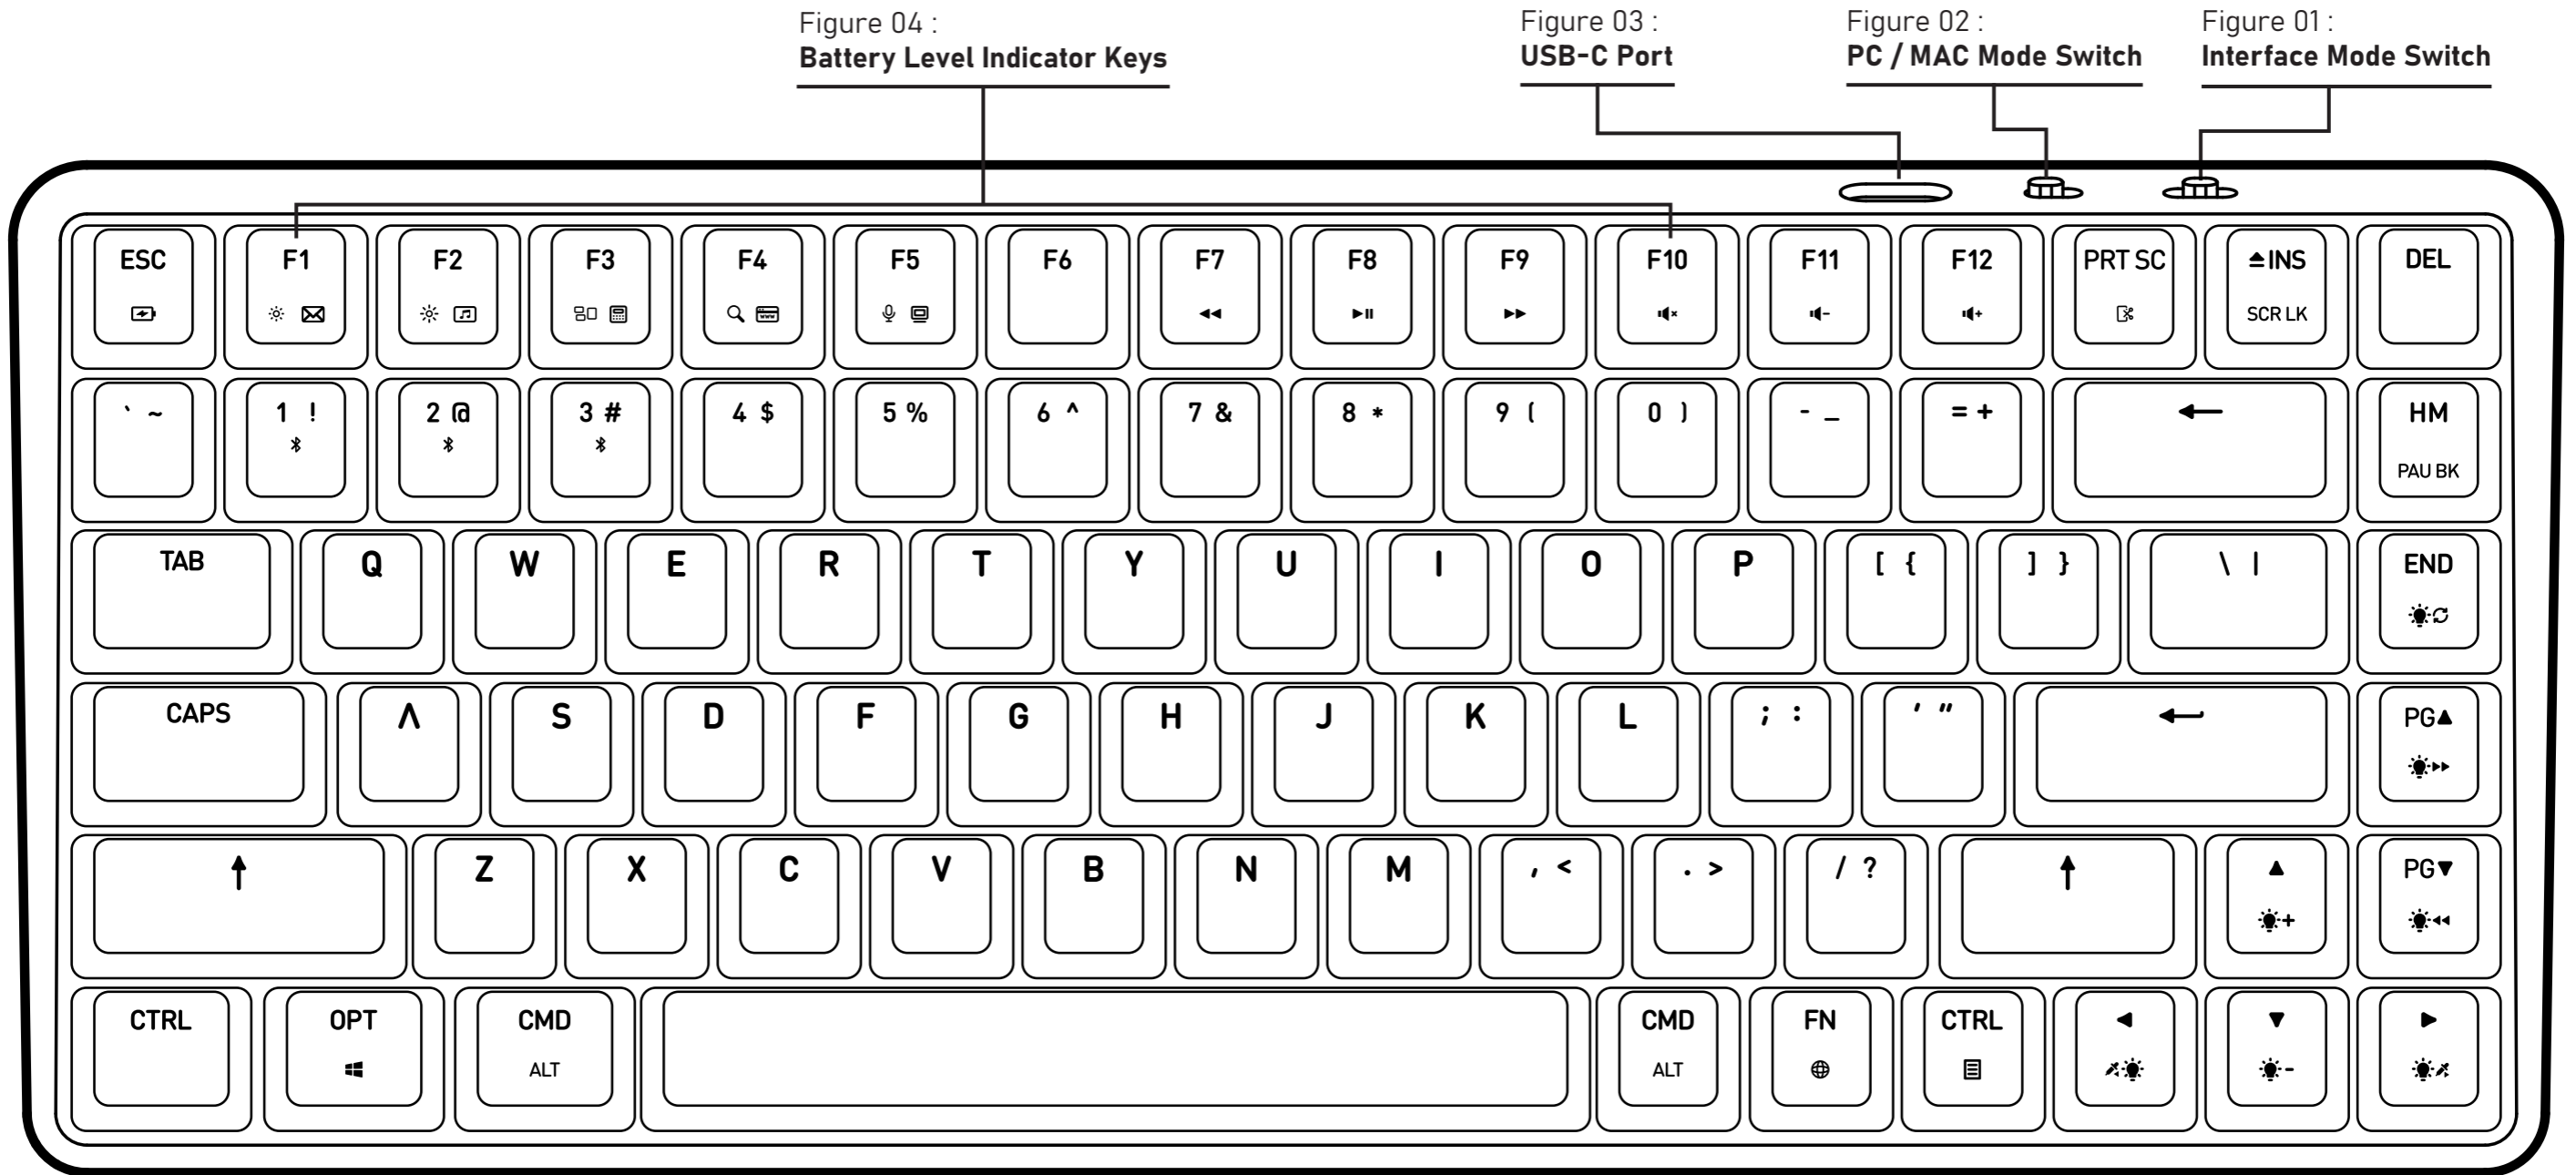 Figure 04 :
Battery Level Indicator Keys
Figure 03 :
USB-C Port
Figure 02 :
PC / MAC Mode Switch
Figure 01 :
Interface Mode Switch
ESC F1 F2 F3 F4 F5 F6 F7 F8 F9 F10 F11 F12 PRT SC ⏏INS DEL
WWW SCR LK
` ~ 1 ! 2 @ 3 # 4 $ 5 % 6 ^ 7 & 8 * 9 ( 0 ) - _ = + ← HM
PAU BK
TAB Q W E R T Y U I O P [ { ] } \ | END
CAPS Λ S D F G H J K L ; : ' " ← PG▲
↑ Z X C V B N M , < . > / ? ↑ ▲ PG▼
CTRL OPT CMD CMD FN CTRL ◄ ▼ ►
ALT ALT